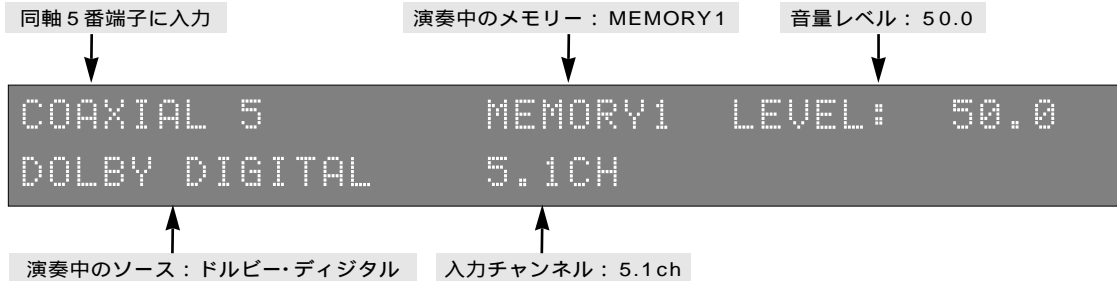 同軸5番端子に入力 演奏中のメモリー：MEMORY1 音量レベル：50.0
COAXIAL 5 MEMORY1 LEVEL: 50.0
DOLBY DIGITAL 5.1CH
演奏中のソース：ドルビー・ディジタル 入力チャンネル：5.1ch